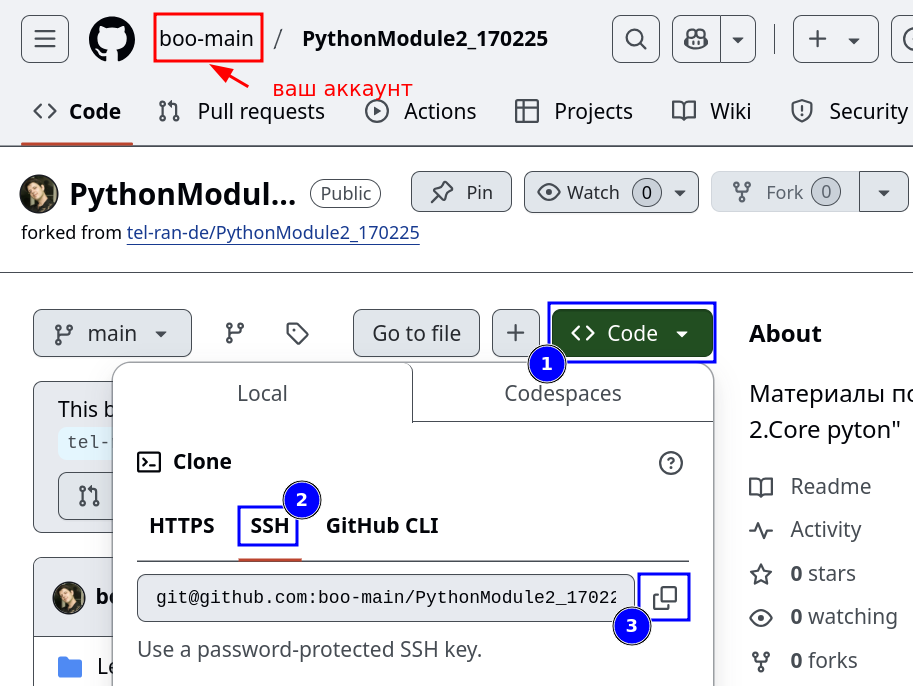 boo-main / PythonModule2_170225
ваш аккаунт
Code Pull requests Actions Projects Wiki Security
PythonModul... Public Pin Watch 0 Fork 0
forked from tel-ran-de/PythonModule2_170225
main Go to file Code About
1
Local Codespaces
This b
tel-
Материалы по
2.Core pyton"
Clone
Readme
2
HTTPS SSH GitHub CLI
Activity
0 stars
git@github.com:boo-main/PythonModule2_17022
3
0 watching
Use a password-protected SSH key.
0 forks